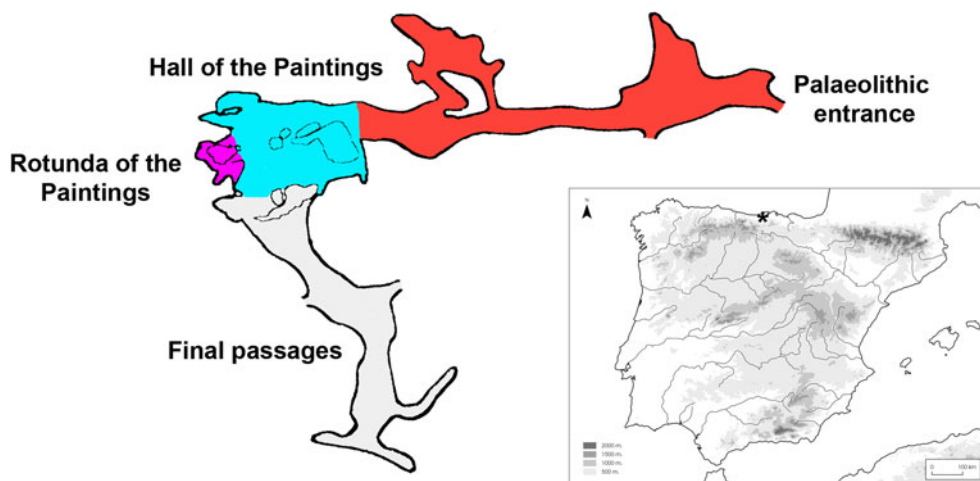 Hall of the Paintings
Palaeolithic
entrance
Rotunda of the
Paintings
Final passages
N
*
2000 m.
1500 m.
1000 m.
500 m.
0 100 km